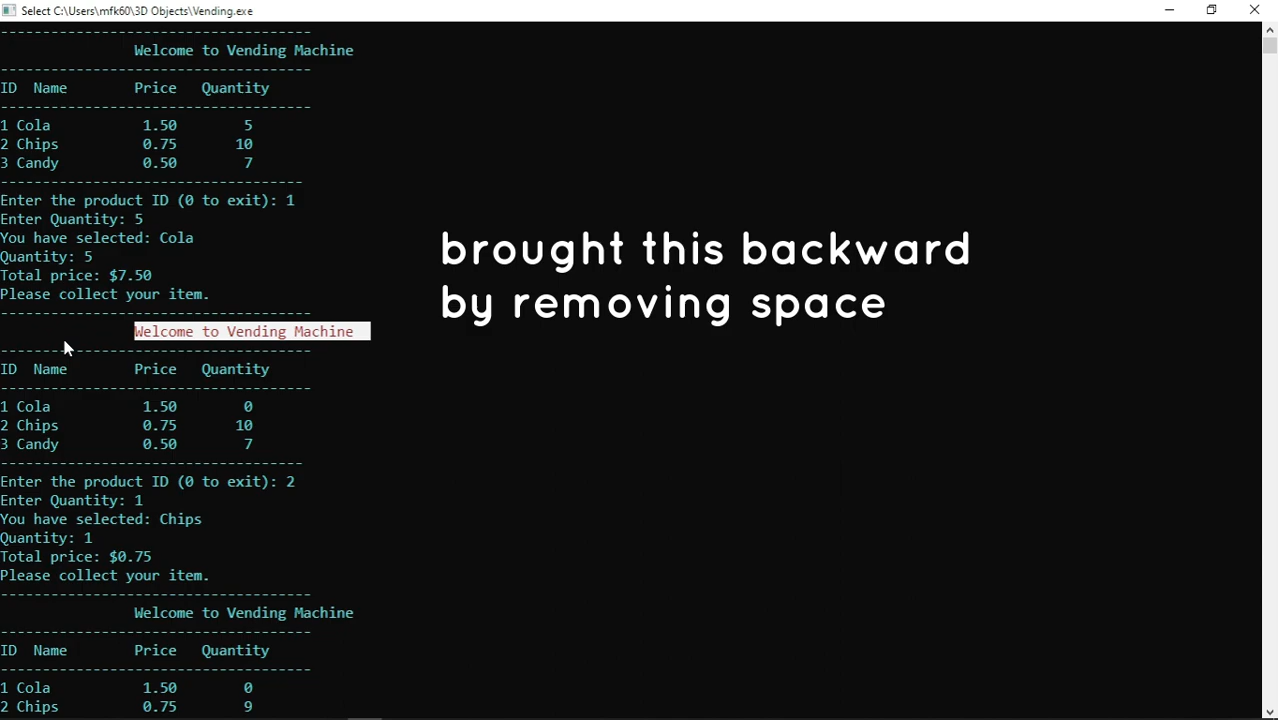 Select C:\Users\mfk60\3D Objects\Vending.exe
-------------------------------------
Welcome to Vending Machine
-------------------------------------
ID  Name        Price   Quantity
-------------------------------------
1 Cola           1.50        5
2 Chips          0.75       10
3 Candy          0.50        7
------------------------------------
Enter the product ID (0 to exit): 1
Enter Quantity: 5
You have selected: Cola
Quantity: 5
Total price: $7.50
Please collect your item.
-------------------------------------
Welcome to Vending Machine
-------------------------------------
ID  Name        Price   Quantity
-------------------------------------
1 Cola           1.50        0
2 Chips          0.75       10
3 Candy          0.50        7
------------------------------------
Enter the product ID (0 to exit): 2
Enter Quantity: 1
You have selected: Chips
Quantity: 1
Total price: $0.75
Please collect your item.
-------------------------------------
Welcome to Vending Machine
-------------------------------------
ID  Name        Price   Quantity
-------------------------------------
1 Cola           1.50        0
2 Chips          0.75        9
brought this backward
by removing space